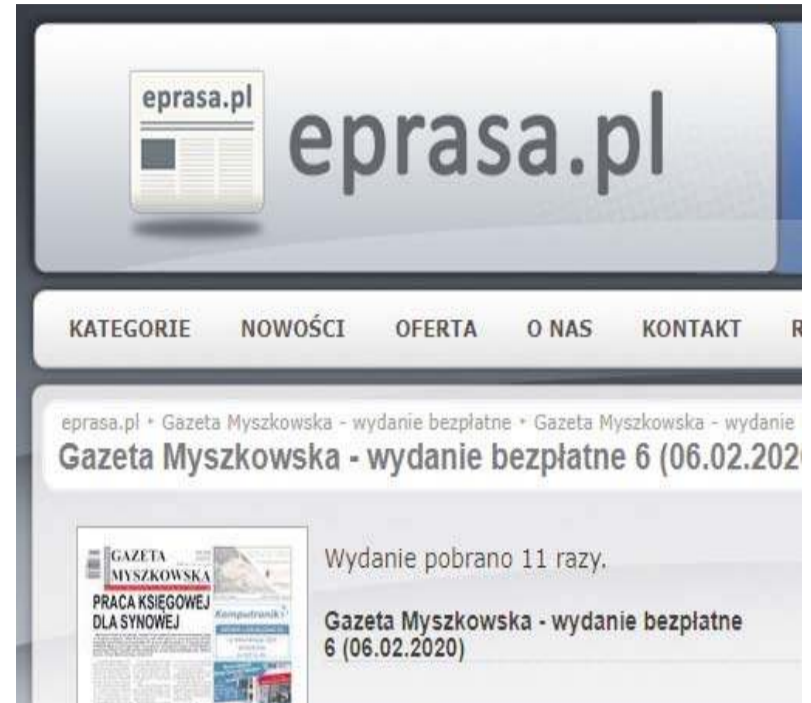 eprasa.pl
eprasa.pl
KATEGORIE NOWOŚCI OFERTA O NAS KONTAKT R
eprasa.pl • Gazeta Myszkowska - wydanie bezpłatne • Gazeta Myszkowska - wydanie
Gazeta Myszkowska - wydanie bezpłatne 6 (06.02.202
Wydanie pobrano 11 razy.
Gazeta Myszkowska - wydanie bezpłatne
6 (06.02.2020)
GAZETA
MYSZKOWSKA
PRACA KSIĘGOWEJ
DLA SYNOWEJ
Komputronik